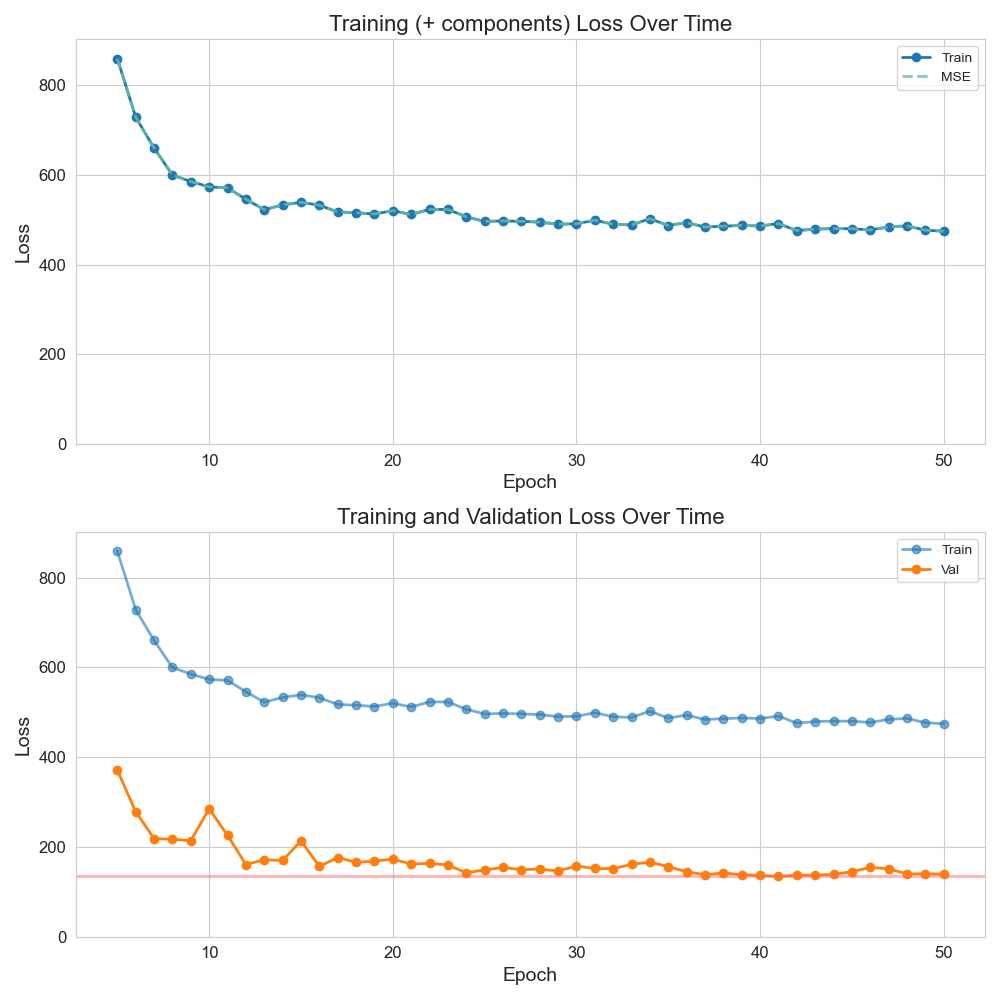 Training (+ components) Loss Over Time
Train
MSE
800
600
400
200
0
Loss
10 20 30 40 50
Epoch
Training and Validation Loss Over Time
Train
Val
800
600
400
200
0
Loss
10 20 30 40 50
Epoch